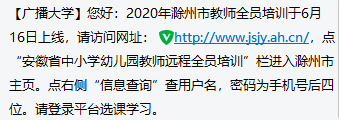 【广播大学】您好：2020年滁州市教师全员培训于6月
16日上线，请访问网址：http://www.jsjy.ah.cn/，点
“安徽省中小学幼儿园教师远程全员培训”栏进入滁州市
主页。点右侧“信息查询”查用户名，密码为手机号后四
位。请登录平台选课学习。